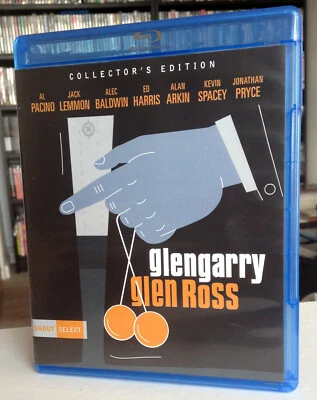 COLLECTOR'S EDITION
AL PACINO
JACK LEMMON
ALEC BALDWIN
ED HARRIS
ALAN ARKIN
KEVIN SPACEY
JONATHAN PRYCE
glengarry
glen Ross
SHOUT SELECT